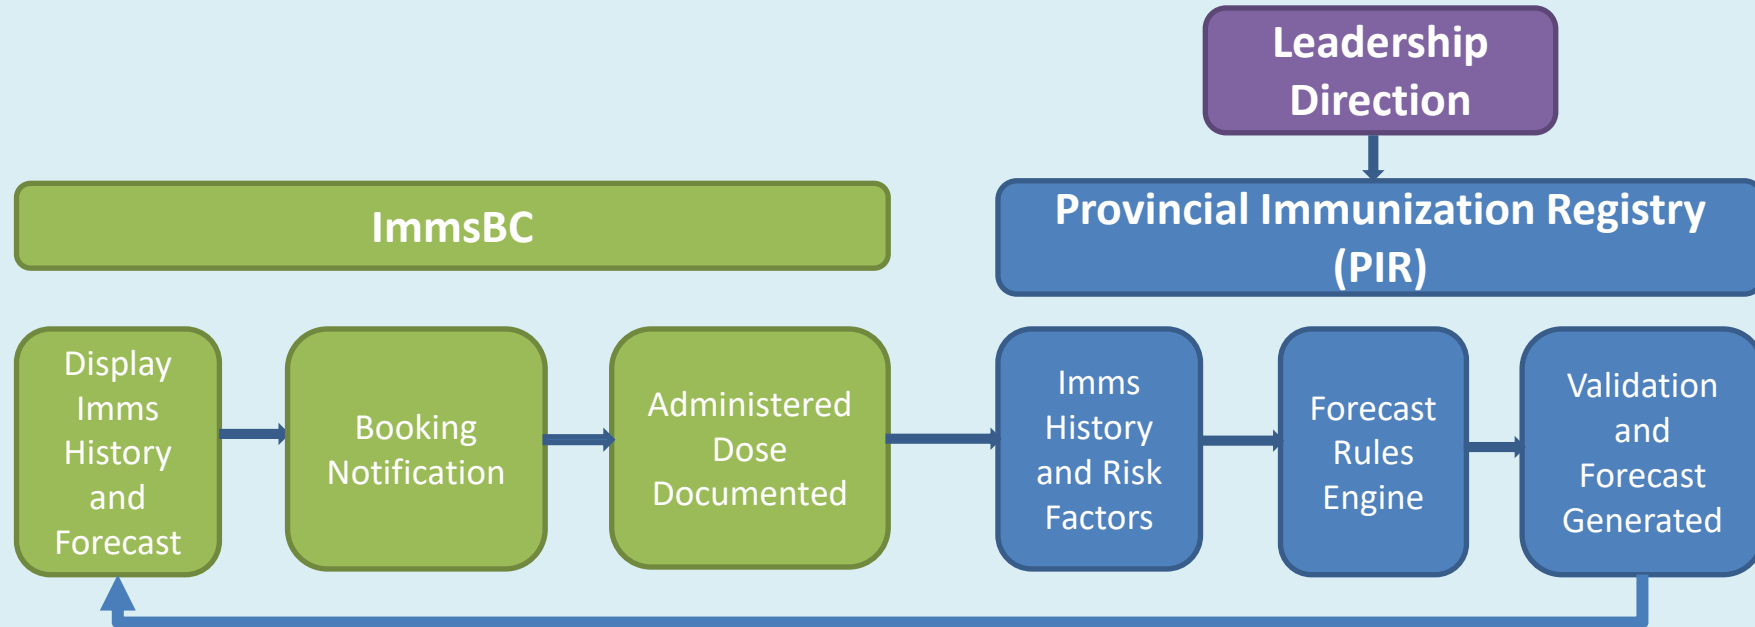 Leadership
Direction
ImmsBC
Provincial Immunization Registry
(PIR)
Display
Imms
History
and
Forecast
Booking
Notification
Administered
Dose
Documented
Imms
History
and Risk
Factors
Forecast
Rules
Engine
Validation
and
Forecast
Generated